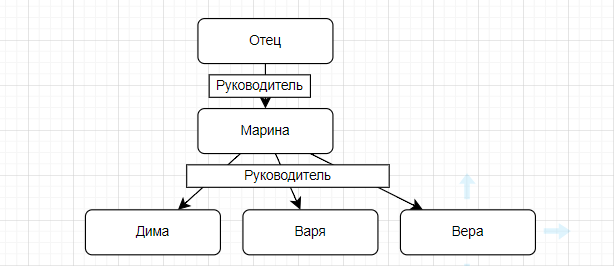 Отец
Руководитель
Марина
Руководитель
Дима
Варя
Вера